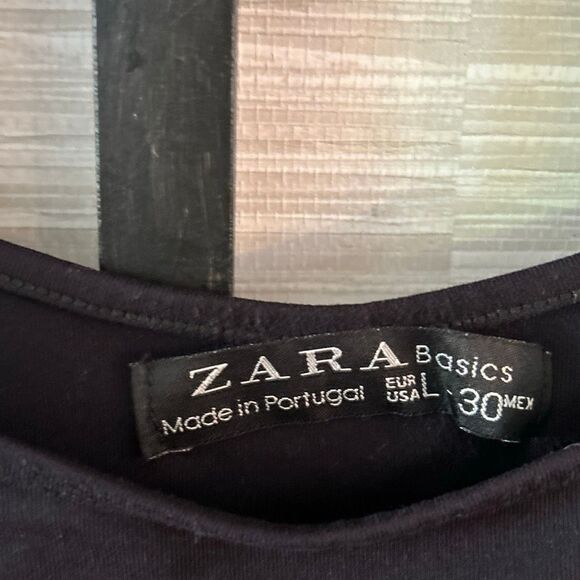 ZARA Basics
Made in Portugal EUR USA L 30 MEX